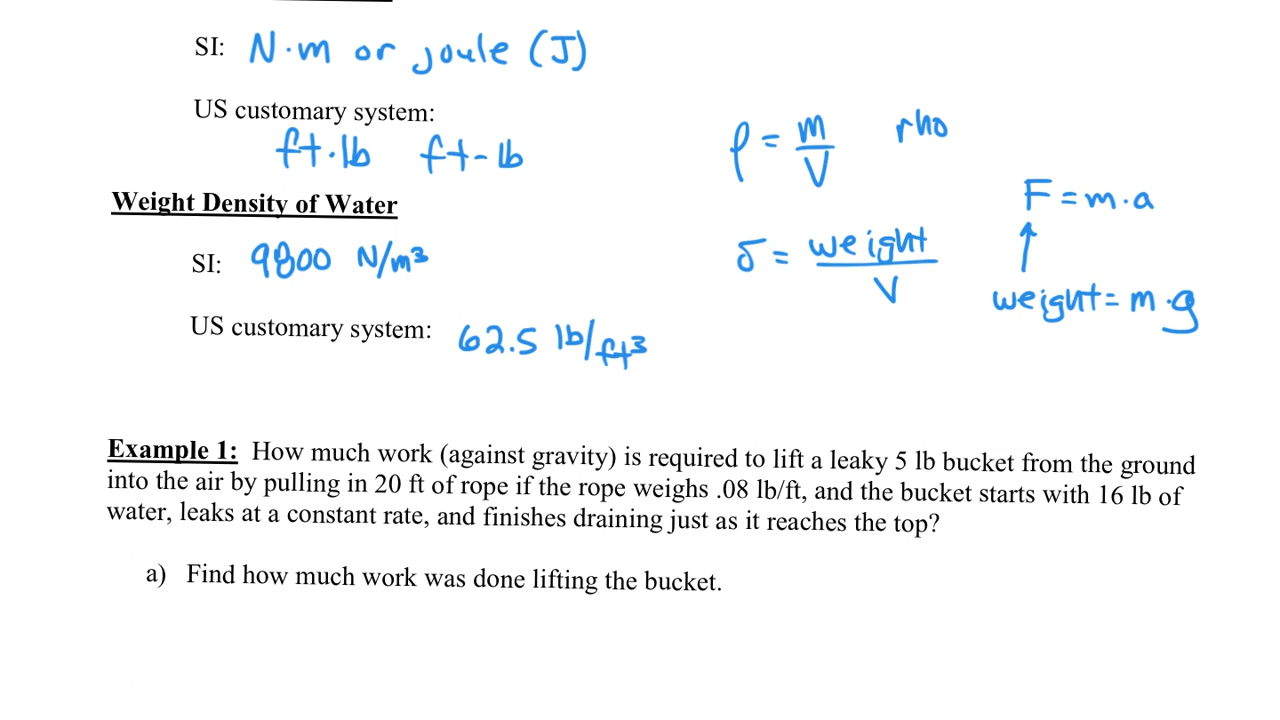 SI: N·m or joule (J)
US customary system:
ft·lb ft-lb
ρ = m/V rho
Weight Density of Water
F = m·a
SI: 9800 N/m³
δ = weight/V
weight = m·g
US customary system: 62.5 lb/ft³
Example 1: How much work (against gravity) is required to lift a leaky 5 lb bucket from the ground
into the air by pulling in 20 ft of rope if the rope weighs .08 lb/ft, and the bucket starts with 16 lb of
water, leaks at a constant rate, and finishes draining just as it reaches the top?
a) Find how much work was done lifting the bucket.